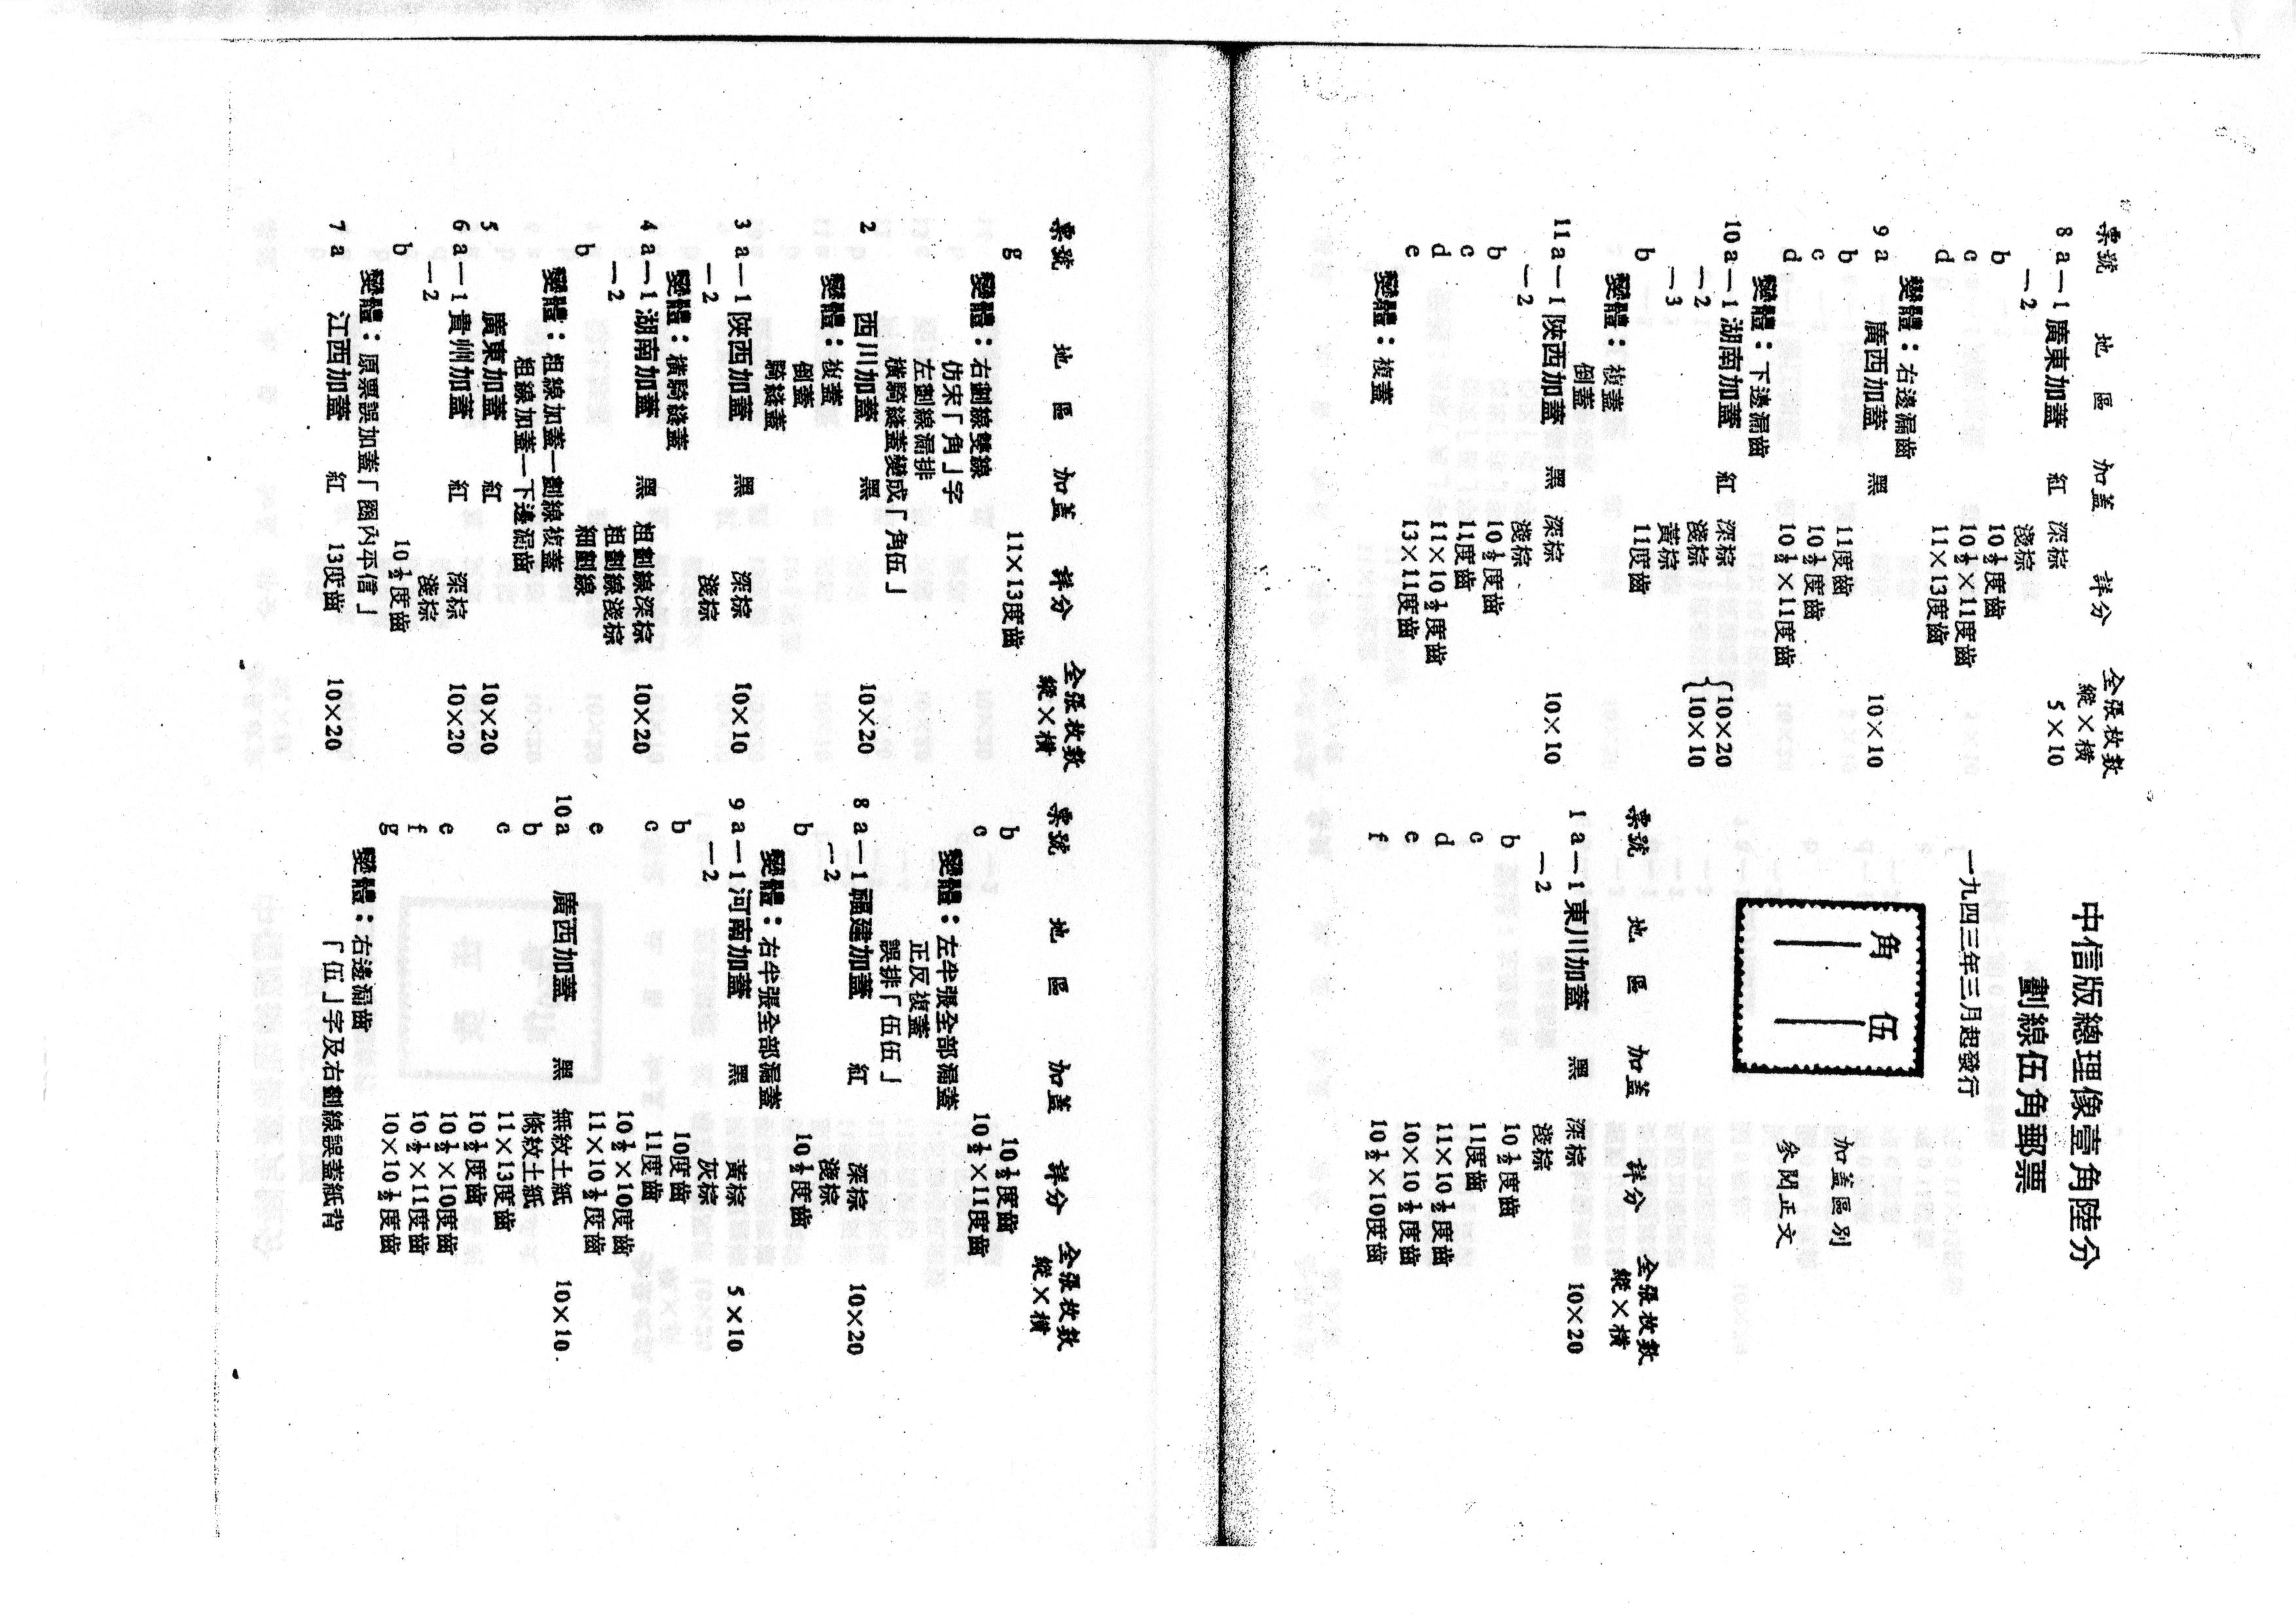 票號 地區 加蓋 詳分 全張枚數
縱×橫
8 a—1 廣東加蓋 紅 深棕 5×10
—2 淺棕
b 10½度齒
c 10½×11度齒
d 11×13度齒
變體：右邊漏齒
9 a 廣西加蓋 黑 10×10
b 11度齒
c 10½度齒
d 10½×11度齒
變體：下邊漏齒
10 a—1 湖南加蓋 紅 深棕 {10×20
—2 淺棕 {10×10
—3 黃棕
b 11度齒
變體：複蓋
倒蓋
11 a—1 陝西加蓋 黑 深棕 10×10
—2 淺棕
b 10½度齒
c 11度齒
d 11×10½度齒
e 13×11度齒
變體：複蓋
中信版總理像壹角陸分
劃線伍角郵票
一九四三年三月起發行
角 伍
加蓋區別
參閱正文
票號 地區 加蓋 詳分 全張枚數
縱×橫
1 a—1 東川加蓋 黑 深棕 10×20
—2 淺棕
b 10½度齒
c 11度齒
d 11×10½度齒
e 10×10½度齒
f 10½×10度齒
票號 地區 加蓋 詳分 全張枚數
縱×橫
g 11×13度齒
變體：右劃線雙線
仿宋「角」字
左劃線漏排
橫騎縫蓋變成「角伍」
2 西川加蓋 黑 10×20
變體：複蓋
倒蓋
騎縫蓋
3 a—1 陝西加蓋 黑 深棕 10×10
—2 淺棕
變體：橫騎縫蓋
4 a—1 湖南加蓋 黑 粗劃線深棕 10×20
—2 粗劃線淺棕
b 細劃線
變體：粗線加蓋—劃線複蓋
粗線加蓋—下邊漏齒
5 廣東加蓋 紅 10×20
6 a—1 貴州加蓋 紅 深棕 10×20
—2 淺棕
b 10½度齒
變體：原票誤加蓋「國內平信」
7 a 江西加蓋 紅 13度齒 10×20
票號 地區 加蓋 詳分 全張枚數
縱×橫
b 10½度齒
c 10½×11度齒
變體：左半張全部漏蓋
正反複蓋
誤排「伍伍」
8 a—1 福建加蓋 紅 深棕 10×20
—2 淺棕
b 10½度齒
變體：右半張全部漏蓋
9 a—1 河南加蓋 黑 黃棕 5×10
—2 灰棕
b 10度齒
c 11度齒
10½×10度齒
e 11×10½度齒
10 a 廣西加蓋 黑 無紋土紙 10×10
b 條紋土紙
c 11×13度齒
10½度齒
e 10½×10度齒
f 10½×11度齒
g 10×10½度齒
變體：右邊漏齒
「伍」字及右劃線誤蓋紙背